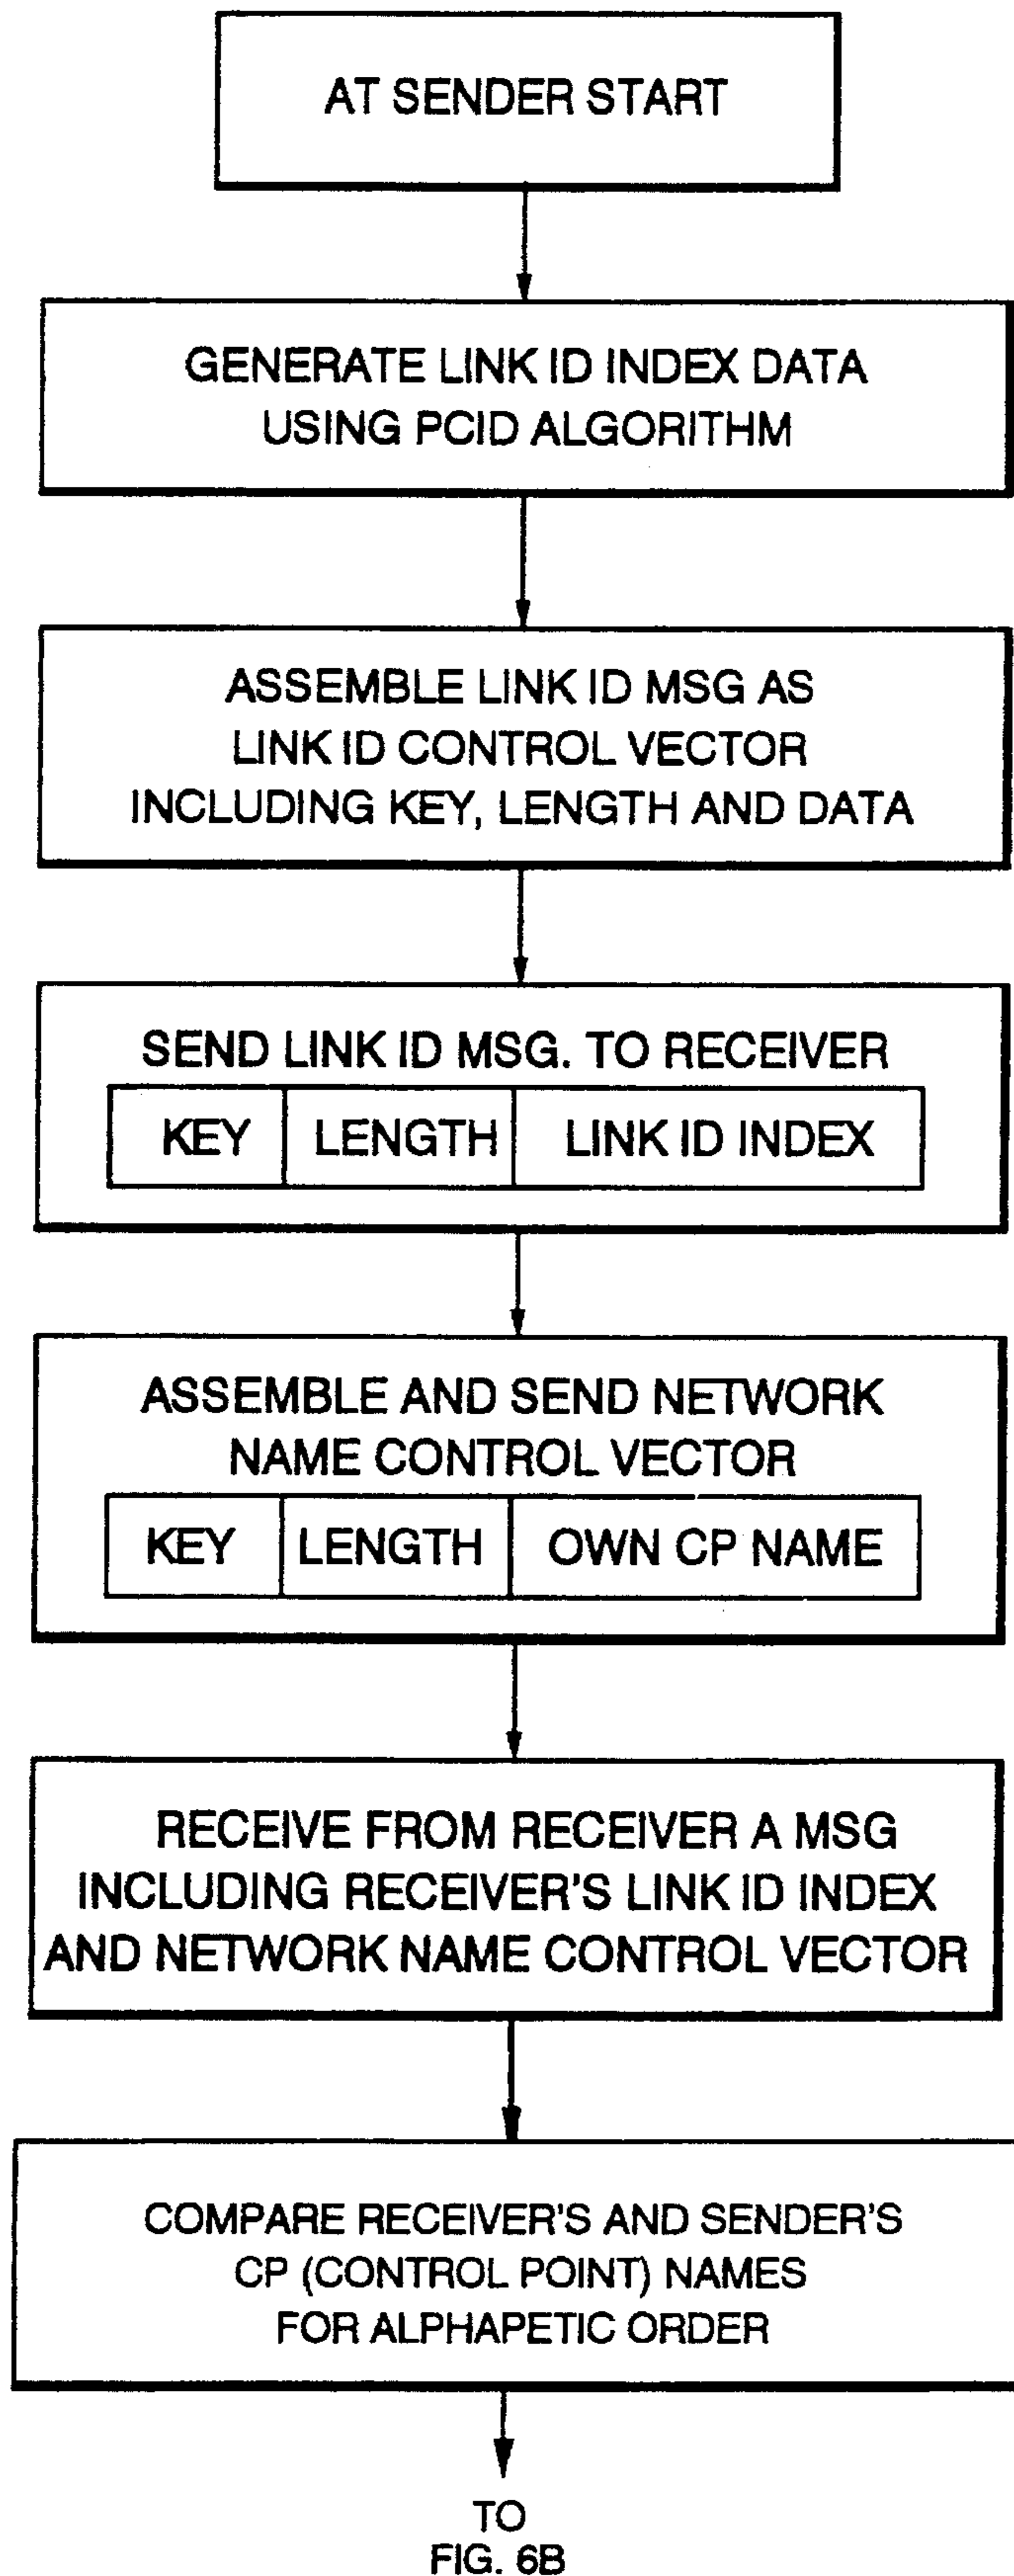 AT SENDER START
GENERATE LINK ID INDEX DATA
USING PCID ALGORITHM
ASSEMBLE LINK ID MSG AS
LINK ID CONTROL VECTOR
INCLUDING KEY, LENGTH AND DATA
SEND LINK ID MSG. TO RECEIVER
KEY LENGTH LINK ID INDEX
ASSEMBLE AND SEND NETWORK
NAME CONTROL VECTOR
KEY LENGTH OWN CP NAME
RECEIVE FROM RECEIVER A MSG
INCLUDING RECEIVER'S LINK ID INDEX
AND NETWORK NAME CONTROL VECTOR
COMPARE RECEIVER'S AND SENDER'S
CP (CONTROL POINT) NAMES
FOR ALPHAPETIC ORDER
TO
FIG. 6B